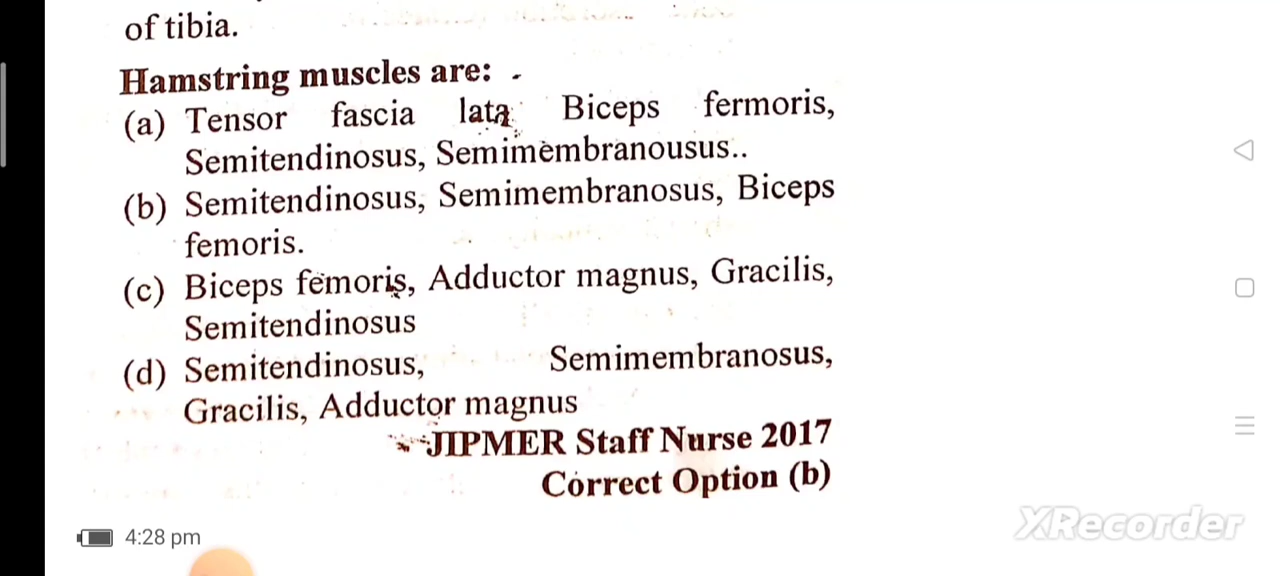 of tibia.
Hamstring muscles are:
(a) Tensor fascia lata Biceps fermoris,
Semitendinosus, Semimembranousus..
(b) Semitendinosus, Semimembranosus, Biceps
femoris.
(c) Biceps femoris, Adductor magnus, Gracilis,
Semitendinosus
(d) Semitendinosus, Semimembranosus,
Gracilis, Adductor magnus
JIPMER Staff Nurse 2017
Correct Option (b)
4:28 pm
XRecorder